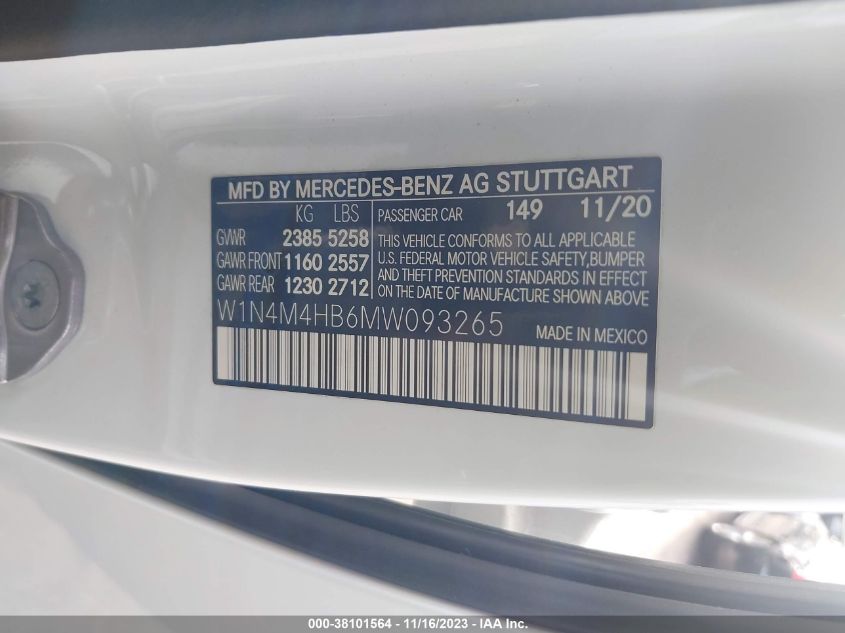 MFD BY MERCEDES-BENZ AG STUTTGART
KG LBS
GVWR 2385 5258
GAWR FRONT 1160 2557
GAWR REAR 1230 2712
PASSENGER CAR 149 11/20
THIS VEHICLE CONFORMS TO ALL APPLICABLE
U.S. FEDERAL MOTOR VEHICLE SAFETY, BUMPER
AND THEFT PREVENTION STANDARDS IN EFFECT
ON THE DATE OF MANUFACTURE SHOWN ABOVE
W1N4M4HB6MW093265
MADE IN MEXICO
000-38101564 - 11/16/2023 - IAA Inc.